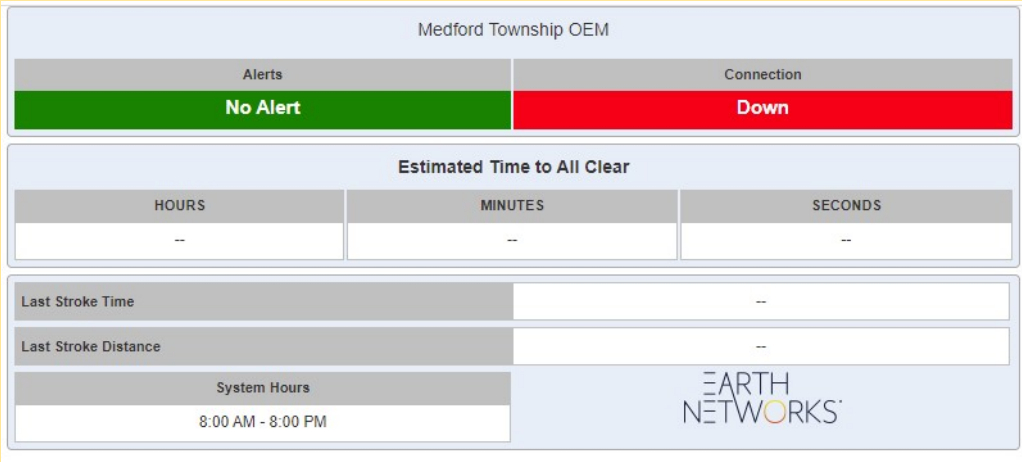 Medford Township OEM
Alerts Connection
No Alert Down
Estimated Time to All Clear
HOURS MINUTES SECONDS
-- -- --
Last Stroke Time --
Last Stroke Distance --
System Hours
8:00 AM - 8:00 PM
EARTH
NETWORKS